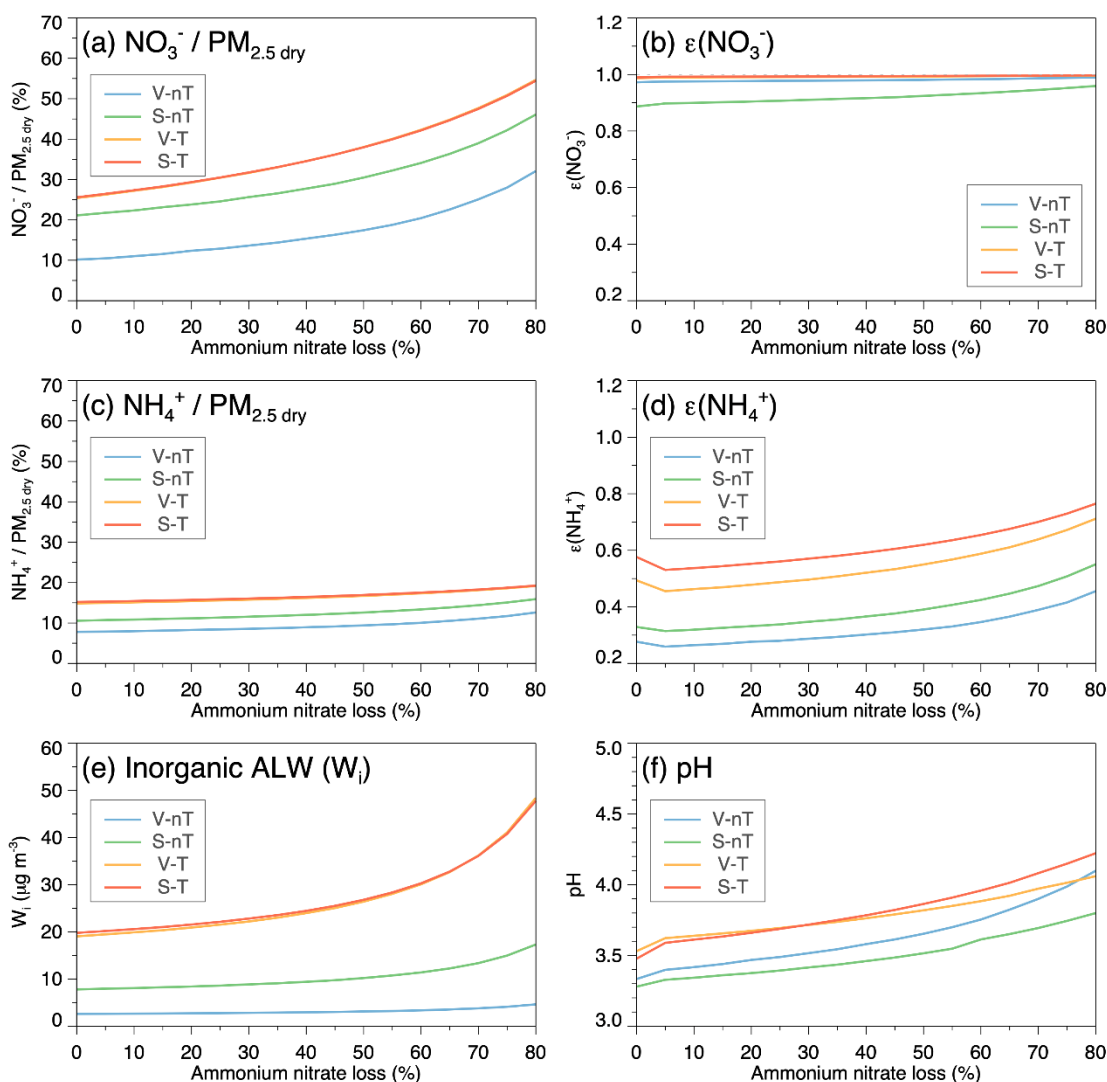 (a) NO₃⁻ / PM₂.₅ dry
V-nT
S-nT
V-T
S-T
NO₃⁻ / PM₂.₅ dry (%)
0 10 20 30 40 50 60 70
0 10 20 30 40 50 60 70 80
Ammonium nitrate loss (%)
(b) ε(NO₃⁻)
V-nT
S-nT
V-T
S-T
ε(NO₃⁻)
0.2 0.4 0.6 0.8 1.0 1.2
0 10 20 30 40 50 60 70 80
Ammonium nitrate loss (%)
(c) NH₄⁺ / PM₂.₅ dry
V-nT
S-nT
V-T
S-T
NH₄⁺ / PM₂.₅ dry (%)
0 10 20 30 40 50 60 70
0 10 20 30 40 50 60 70 80
Ammonium nitrate loss (%)
(d) ε(NH₄⁺)
V-nT
S-nT
V-T
S-T
ε(NH₄⁺)
0.2 0.4 0.6 0.8 1.0 1.2
0 10 20 30 40 50 60 70 80
Ammonium nitrate loss (%)
(e) Inorganic ALW (Wᵢ)
V-nT
S-nT
V-T
S-T
Wᵢ (μg m⁻³)
0 10 20 30 40 50 60
0 10 20 30 40 50 60 70 80
Ammonium nitrate loss (%)
(f) pH
V-nT
S-nT
V-T
S-T
pH
3.0 3.5 4.0 4.5 5.0
0 10 20 30 40 50 60 70 80
Ammonium nitrate loss (%)